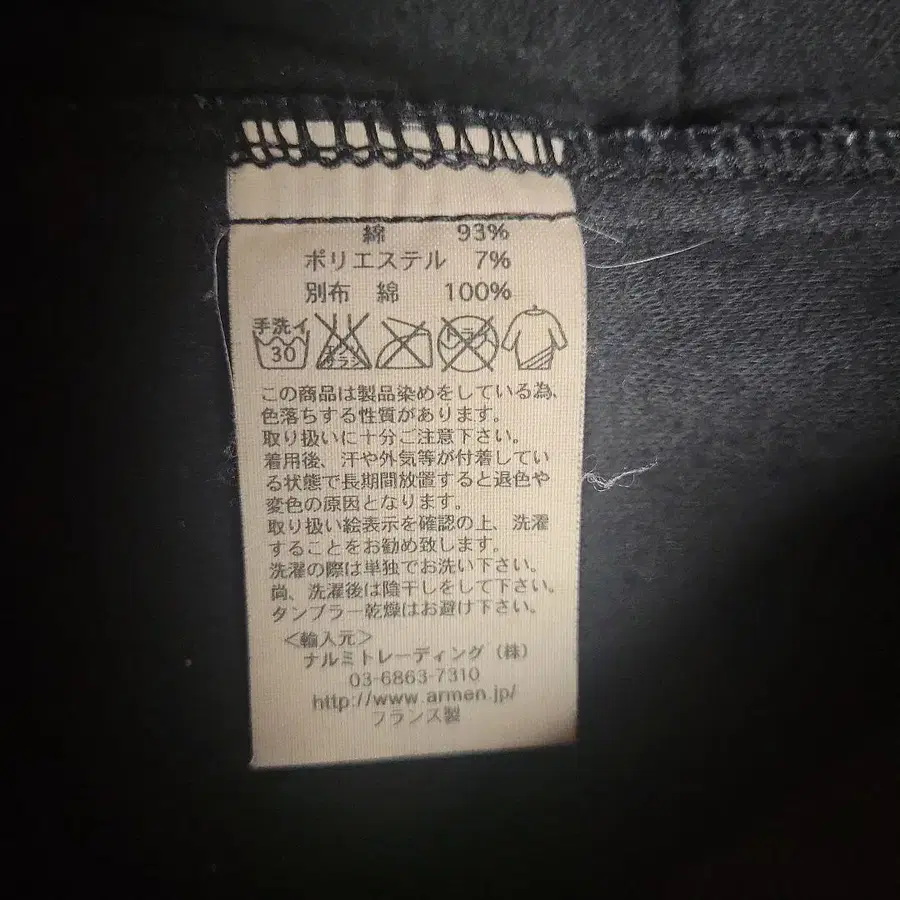 綿 93%
ポリエステル 7%
別布 綿 100%
手洗イ
30
エンソ サラシ
ドライ
この商品は製品染めをしている為、
色落ちする性質があります。
取り扱いに十分ご注意下さい。
着用後、汗や外気等が付着してい
る状態で長期間放置すると退色や
変色の原因となります。
取り扱い絵表示を確認の上、洗濯
することをお勧め致します。
洗濯の際は単独でお洗い下さい。
尚、洗濯後は陰干しをして下さい。
タンブラー乾燥はお避け下さい。
<輸入元>
ナルミトレーディング(株)
03-6863-7310
http://www.armen.jp/
フランス製